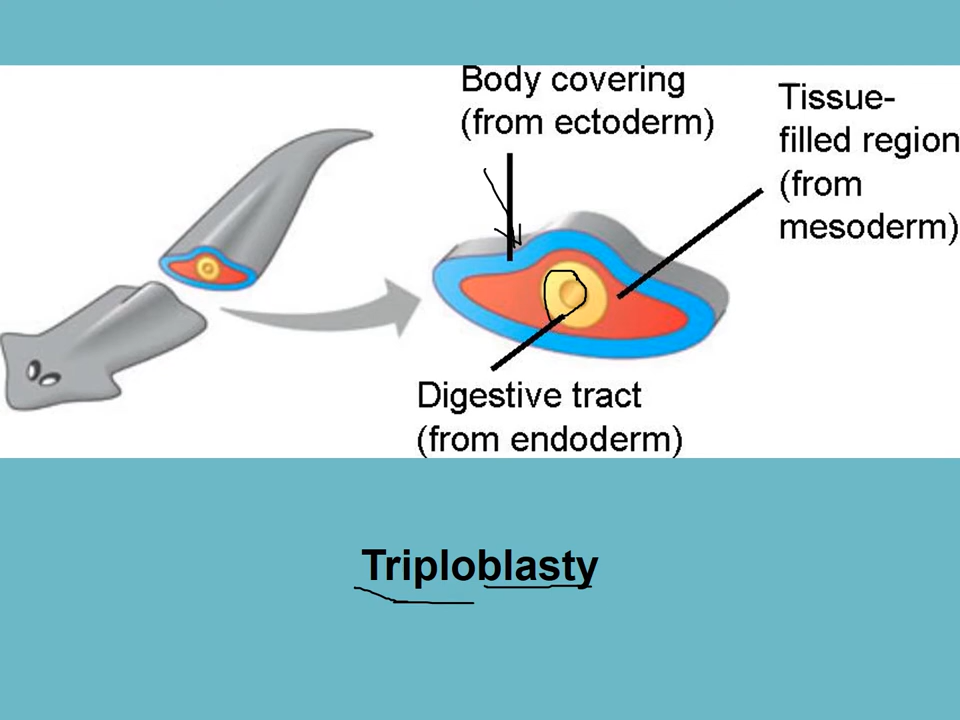 Body covering
(from ectoderm)
Tissue-
filled region
(from
mesoderm)
Digestive tract
(from endoderm)
Triploblasty